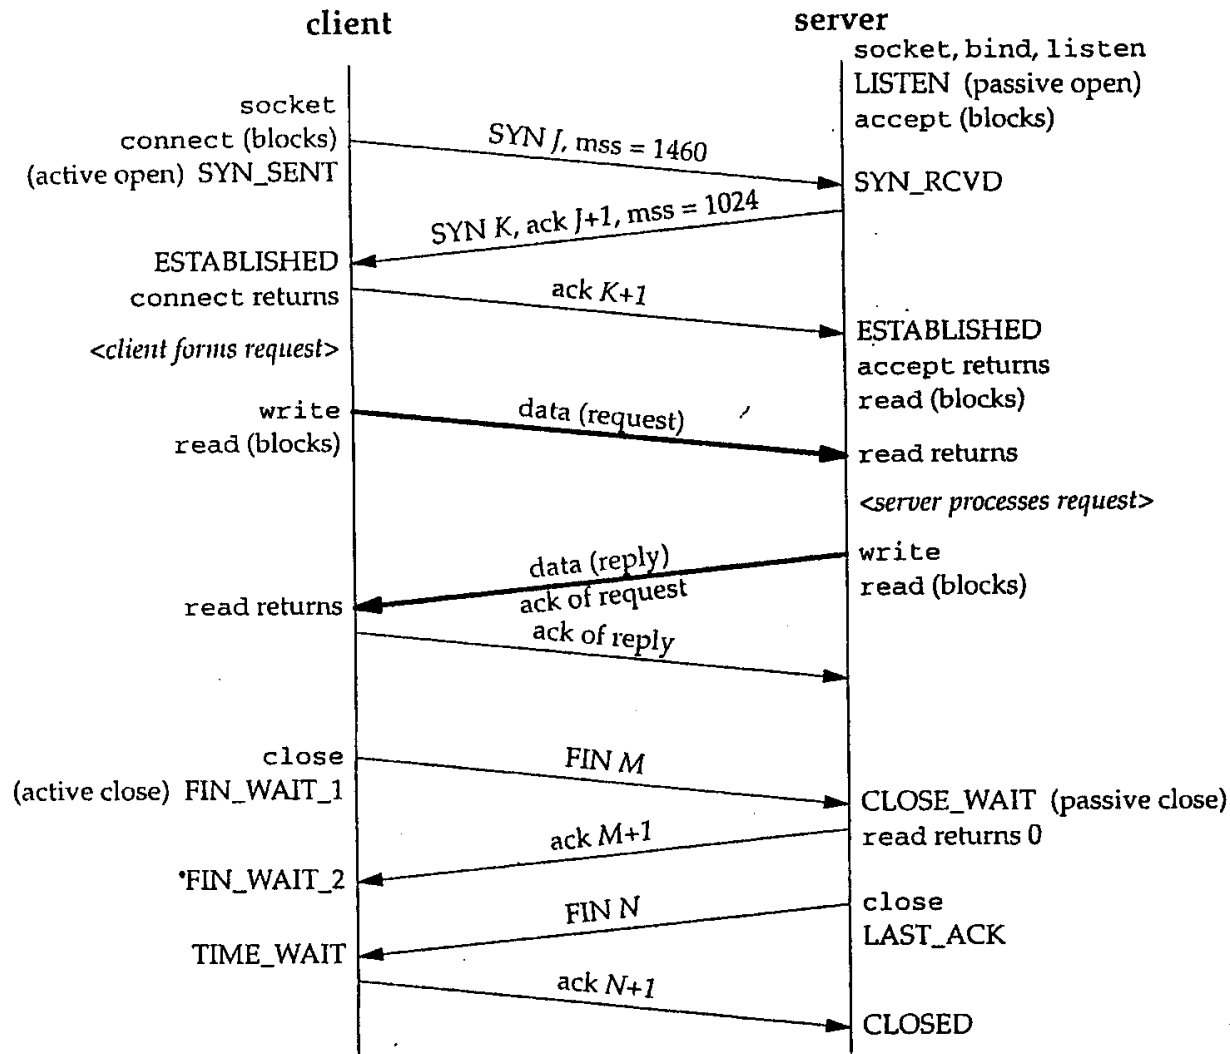 client
server
socket, bind, listen
LISTEN (passive open)
accept (blocks)
socket
connect (blocks)
(active open) SYN_SENT
SYN J, mss = 1460
SYN_RCVD
SYN K, ack J+1, mss = 1024
ESTABLISHED
connect returns
ack K+1
ESTABLISHED
accept returns
read (blocks)
<client forms request>
write
read (blocks)
data (request)
read returns
<server processes request>
write
read (blocks)
data (reply)
ack of request
read returns
ack of reply
close
(active close) FIN_WAIT_1
FIN M
CLOSE_WAIT (passive close)
read returns 0
ack M+1
FIN_WAIT_2
close
LAST_ACK
FIN N
TIME_WAIT
ack N+1
CLOSED